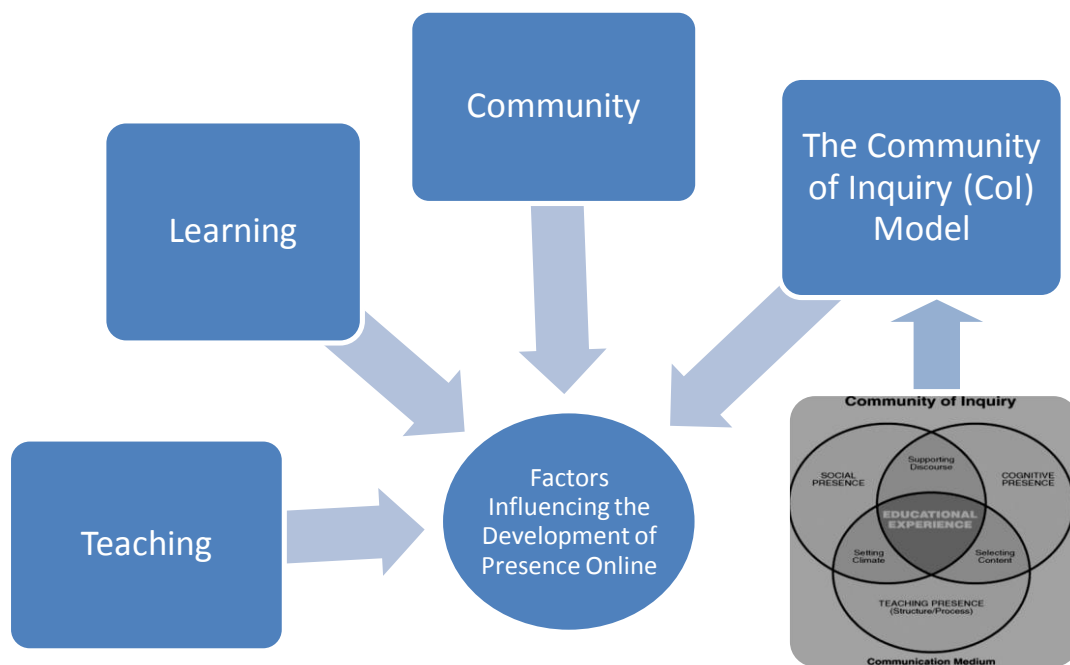 Community
The Community
of Inquiry (CoI)
Model
Learning
Teaching
Factors
Influencing the
Development of
Presence Online
Community of Inquiry
Supporting
Discourse
SOCIAL
PRESENCE
COGNITIVE
PRESENCE
EDUCATIONAL
EXPERIENCE
Setting
Climate
Selecting
Content
TEACHING PRESENCE
(Structure/Process)
Communication Medium